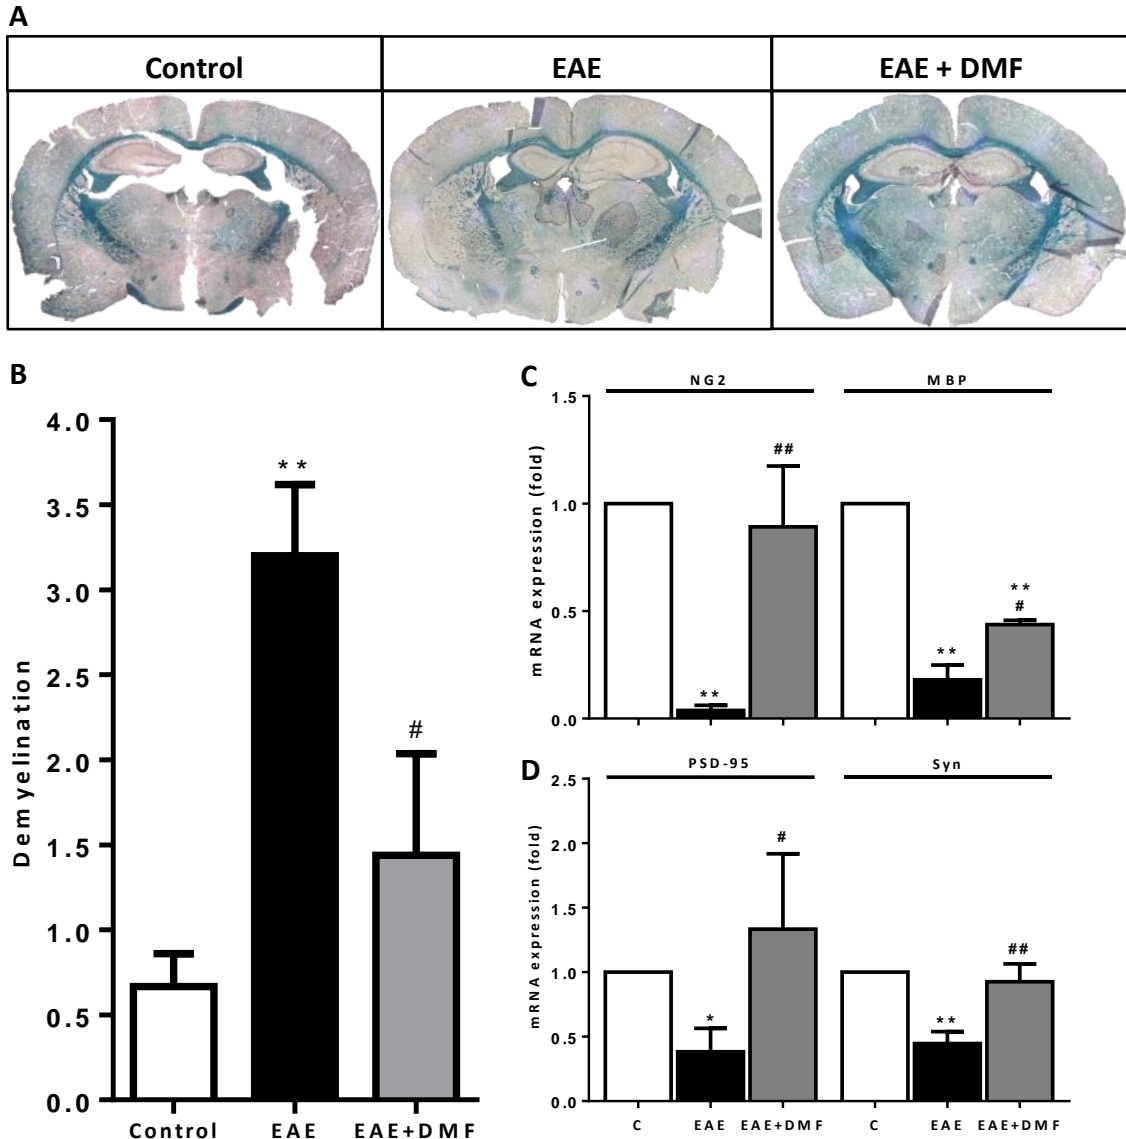 A
Control EAE EAE + DMF
B
4.0
3.5
3.0
2.5
2.0
1.5
1.0
0.5
0.0
Demyelination
**
#
Control EAE EAE+DMF
C
NG2 MBP
1.5
1.0
0.5
0.0
mRNA expression (fold)
**
##
**
**
#
D
PSD-95 Syn
2.5
2.0
1.5
1.0
0.5
0.0
mRNA expression (fold)
*
#
**
##
C EAE EAE+DMF C EAE EAE+DMF